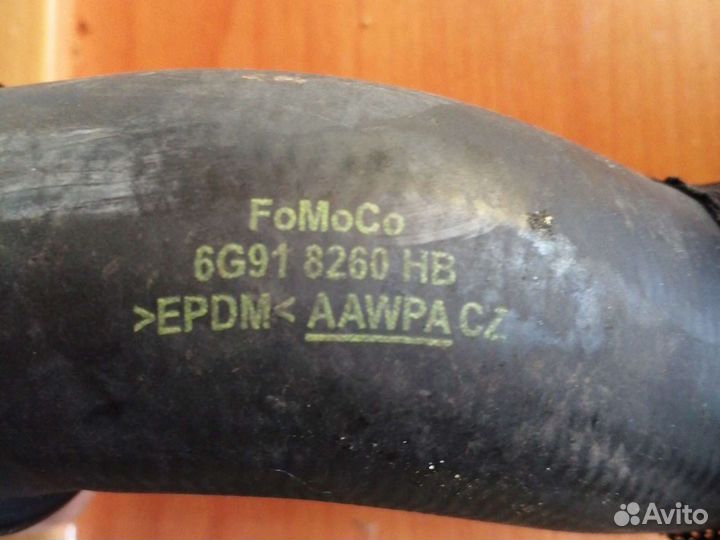 FoMoCo
6G91 8260 HB
>EPDM< AAWPA CZ
Avito